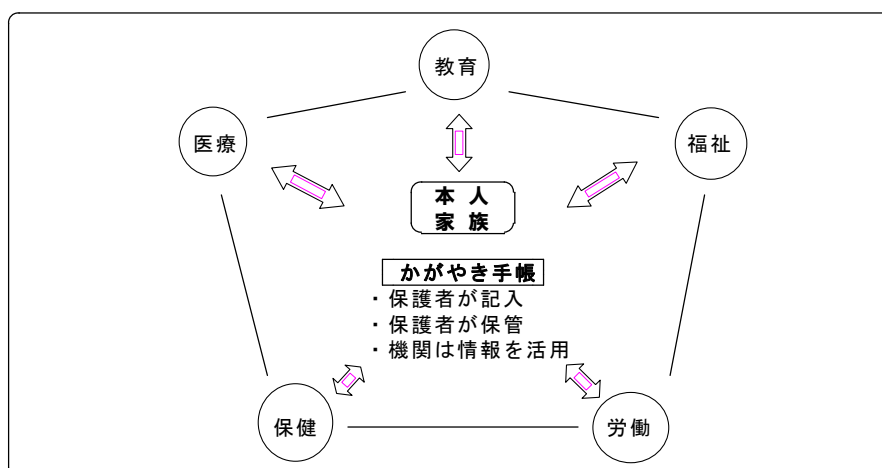 教育
医療
福祉
本人
家族
かがやき手帳
・保護者が記入
・保護者が保管
・機関は情報を活用
保健
労働